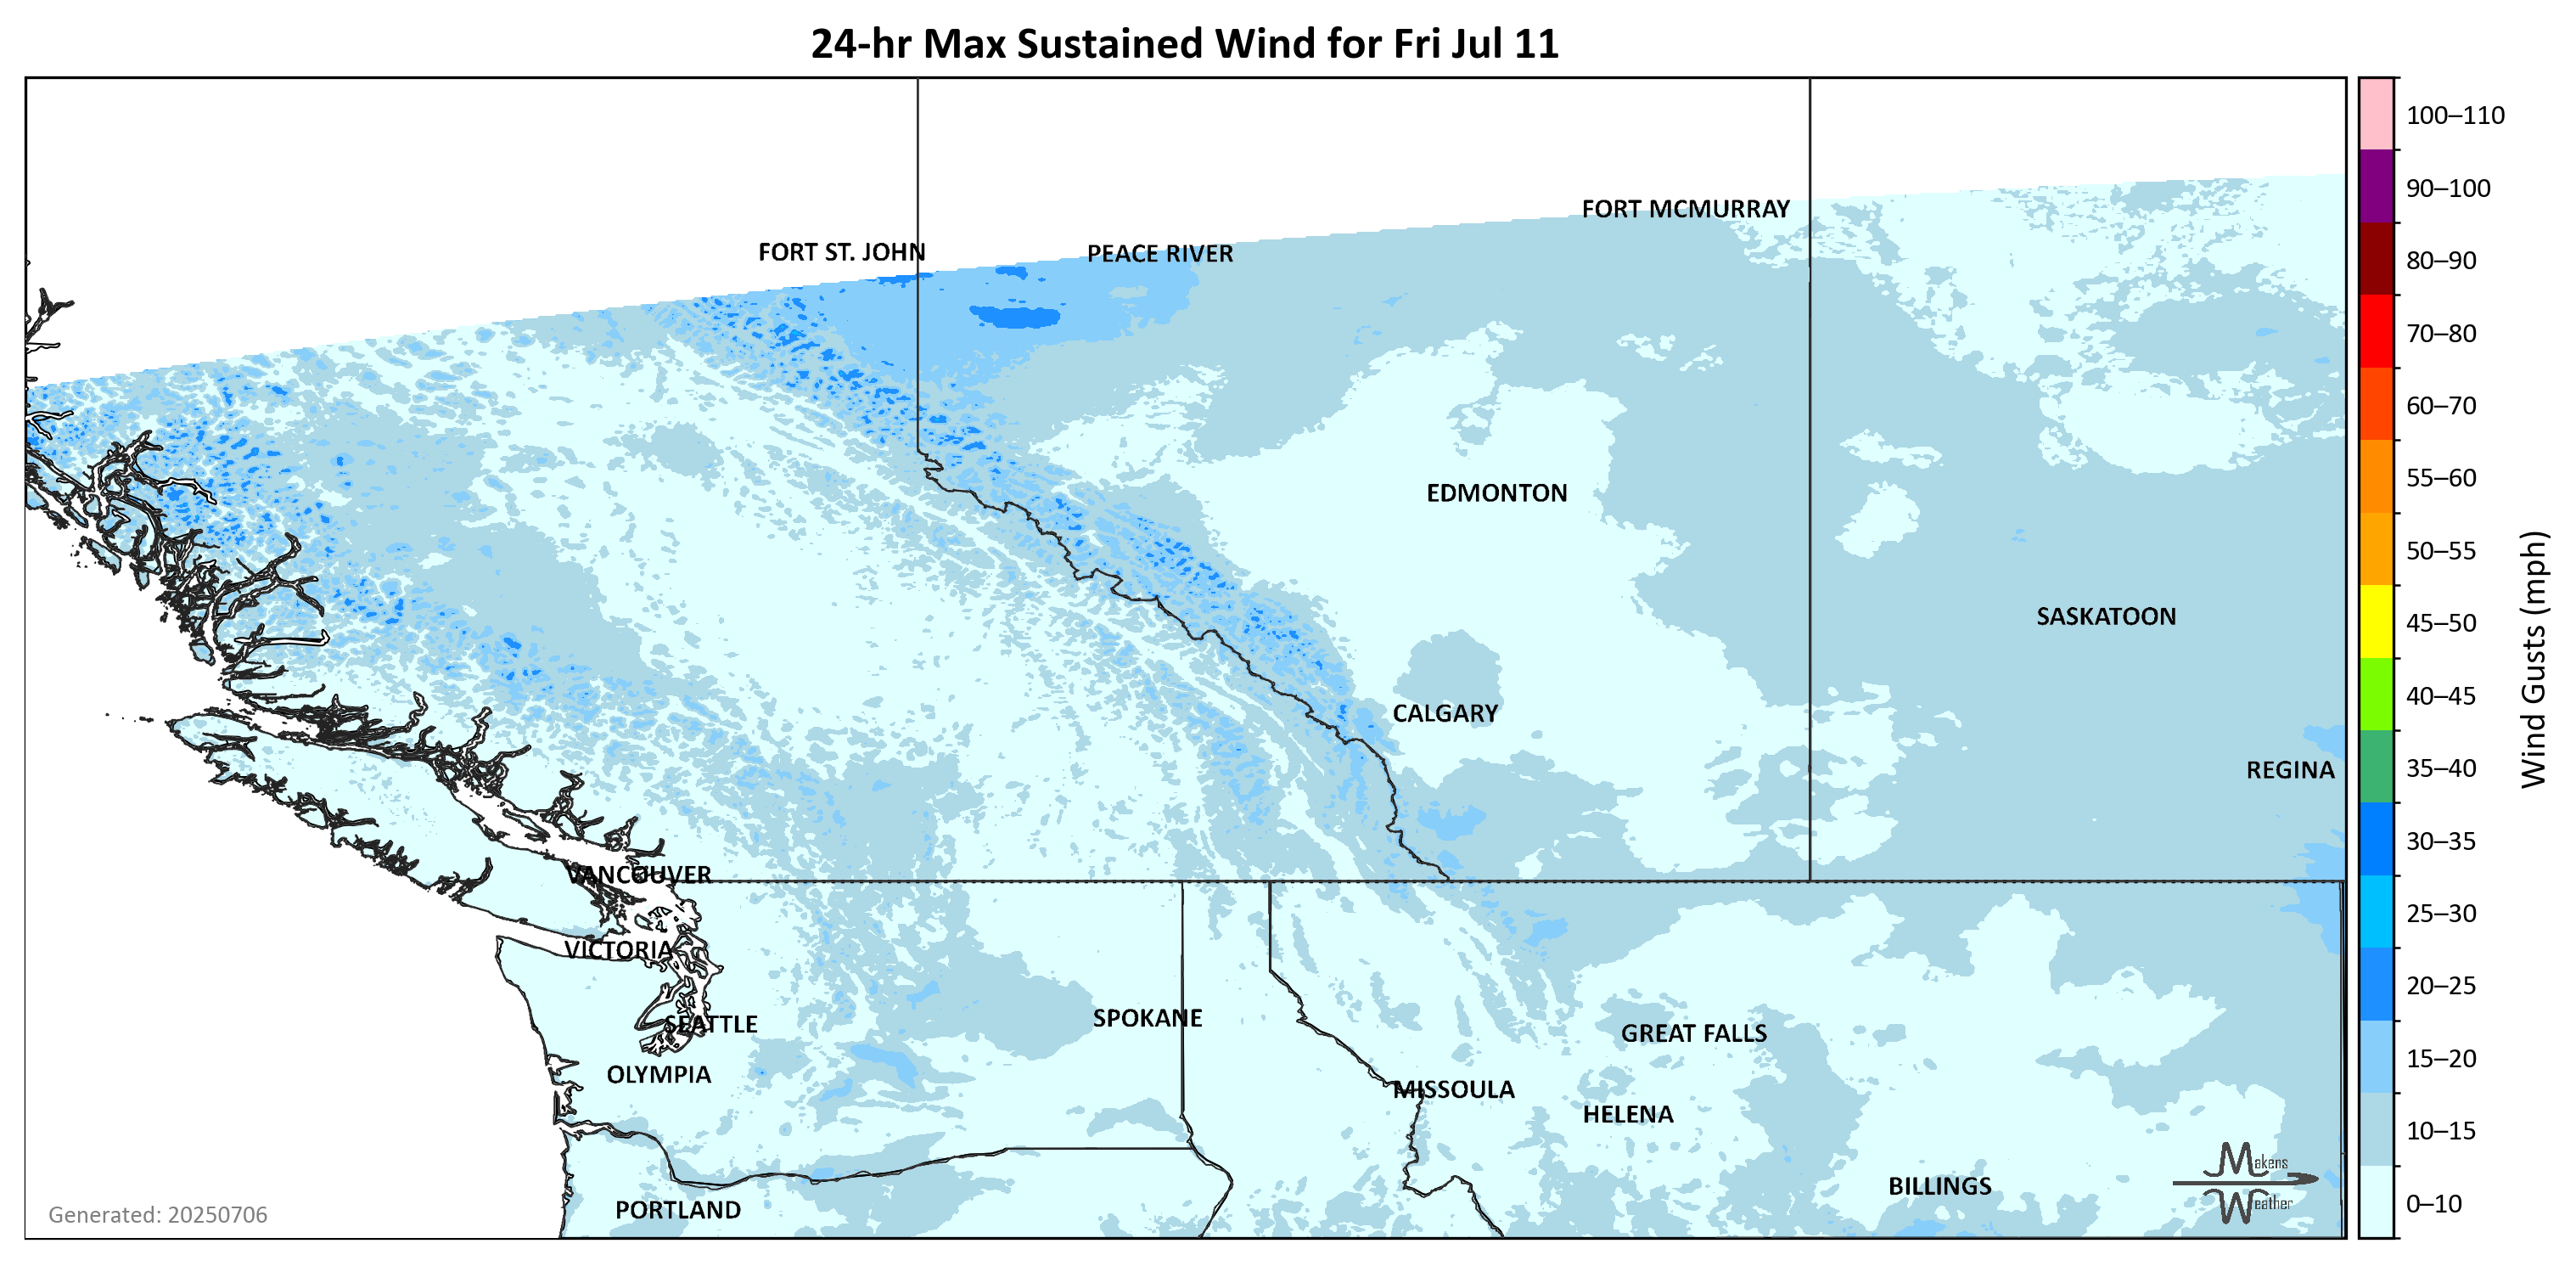 24-hr Max Sustained Wind for Fri Jul 11
100–110
90–100
80–90
70–80
60–70
55–60
50–55
45–50
40–45
35–40
30–35
25–30
20–25
15–20
10–15
0–10
Wind Gusts (mph)
FORT MCMURRAY
FORT ST. JOHN
PEACE RIVER
EDMONTON
SASKATOON
CALGARY
REGINA
VANCOUVER
VICTORIA
SEATTLE
SPOKANE
GREAT FALLS
OLYMPIA
MISSOULA
HELENA
BILLINGS
PORTLAND
Makens
Weather
Generated: 20250706